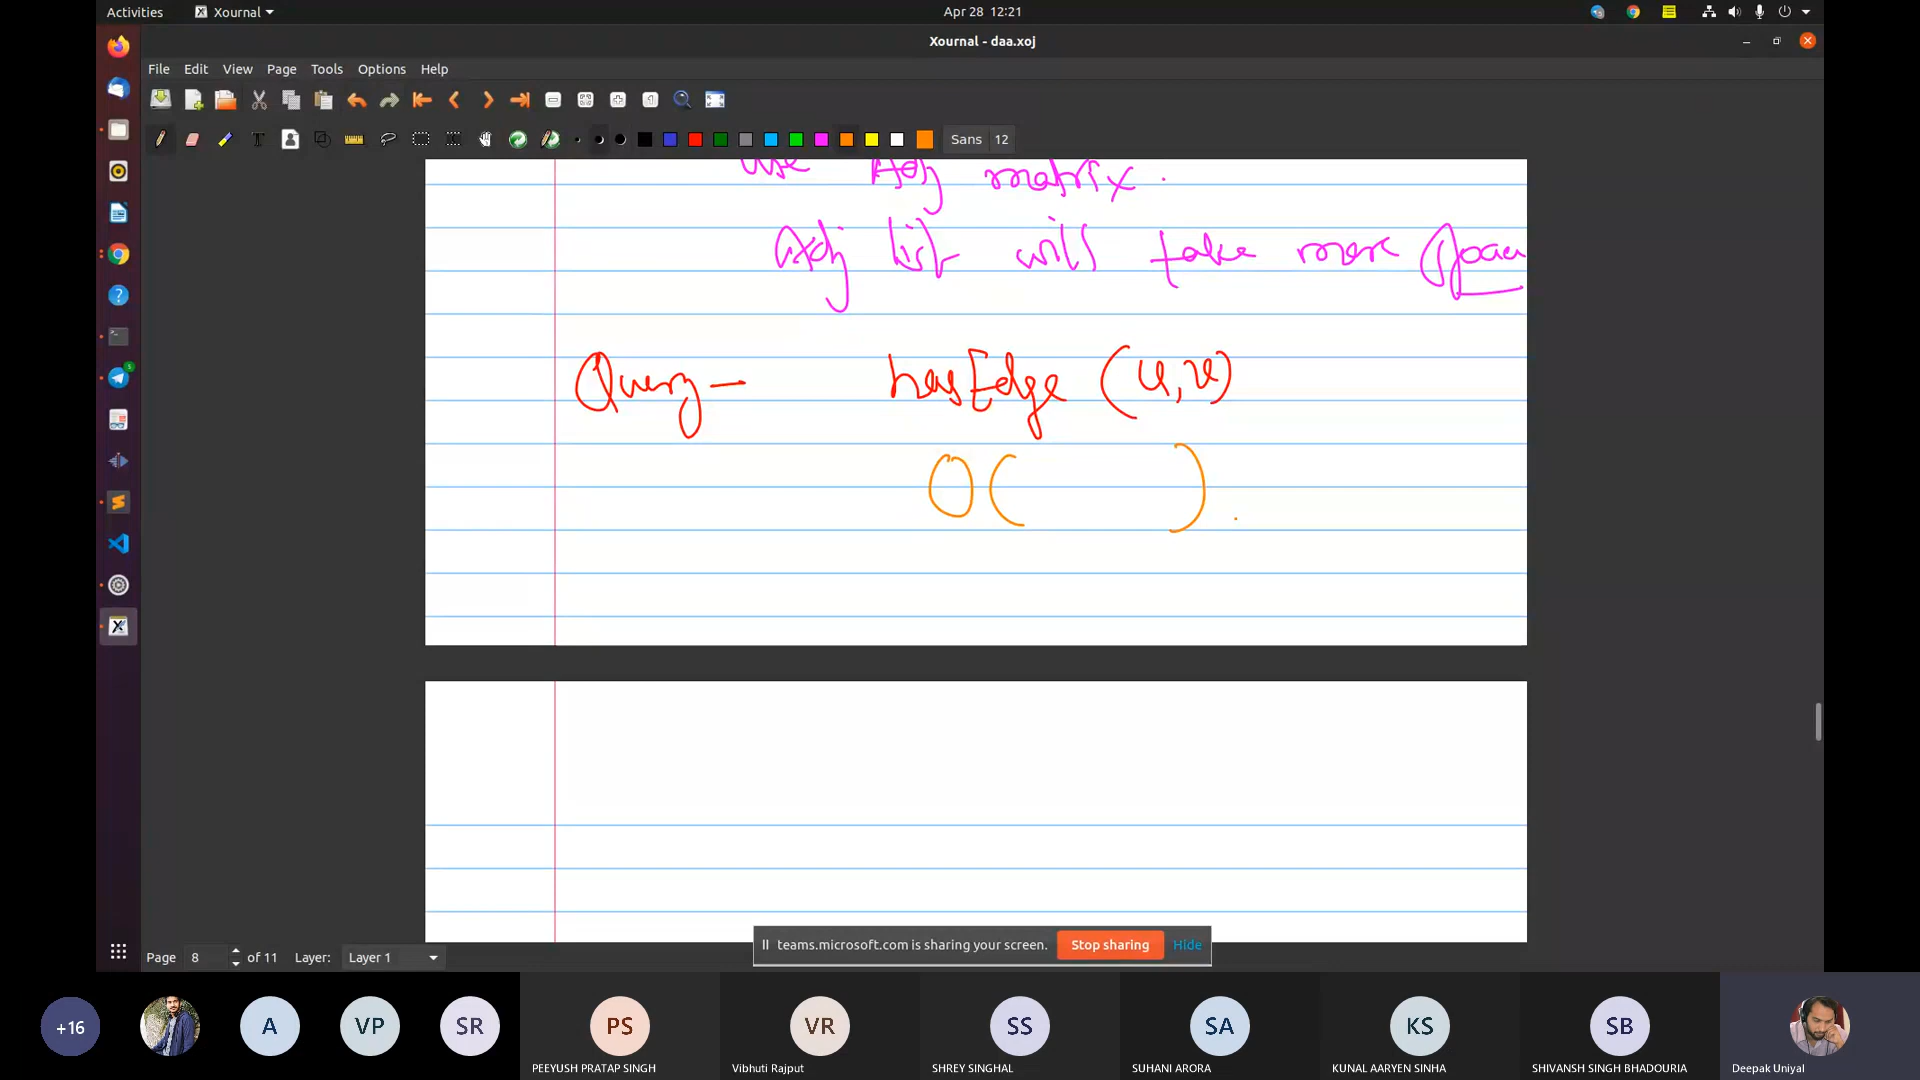 Activities
Xournal
Apr 28 12:21
Xournal - daa.xoj
File Edit View Page Tools Options Help
Sans 12
use Adj matrix.
Adj list will take more
Query - hasEdge (u,v)
O( ).
teams.microsoft.com is sharing your screen. Stop sharing Hide
Page 8 of 11 Layer: Layer 1
+16 A VP SR PS VR SS SA KS SB
PEEYUSH PRATAP SINGH Vibhuti Rajput SHREY SINGHAL SUHANI ARORA KUNAL AARYEN SINHA SHIVANSH SINGH BHADOURIA Deepak Uniyal